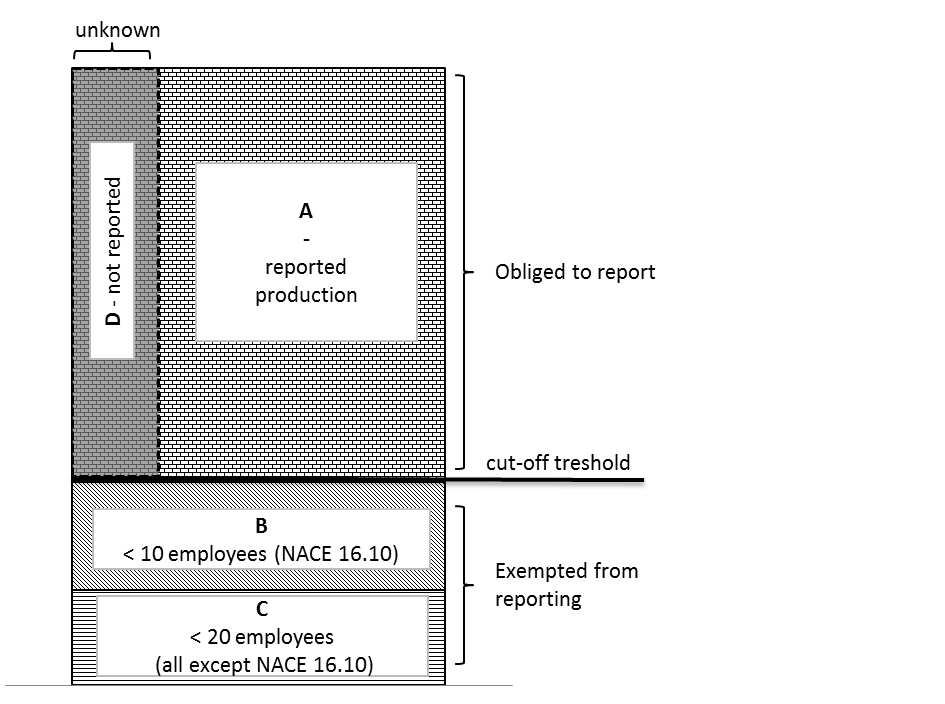 unknown
D - not reported
A
-
reported
production
Obliged to report
cut-off treshold
B
< 10 employees (NACE 16.10)
Exempted from
reporting
C
< 20 employees
(all except NACE 16.10)